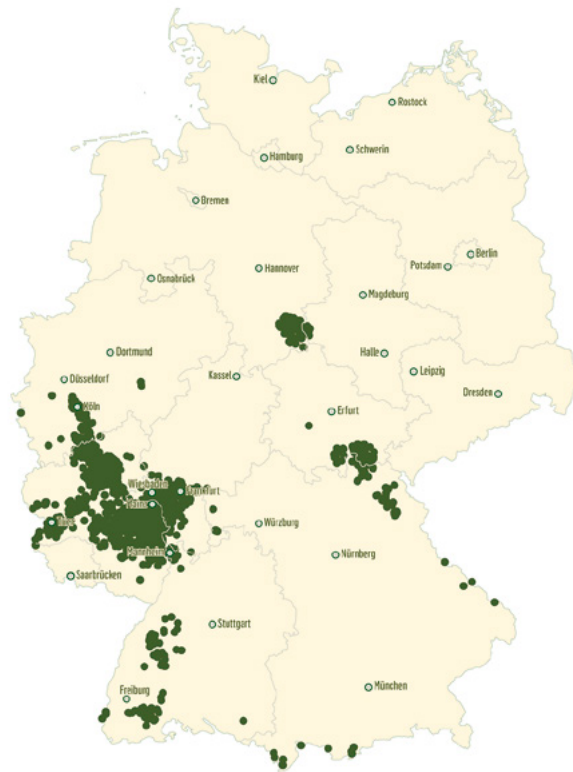 Kiel
Rostock
Schwerin
Hamburg
Bremen
Berlin
Potsdam
Hannover
Osnabrück
Magdeburg
Dortmund
Halle
Leipzig
Düsseldorf
Kassel
Dresden
Köln
Erfurt
Wiesbaden
Frankfurt
Mainz
Trier
Würzburg
Mannheim
Nürnberg
Saarbrücken
Stuttgart
Freiburg
München